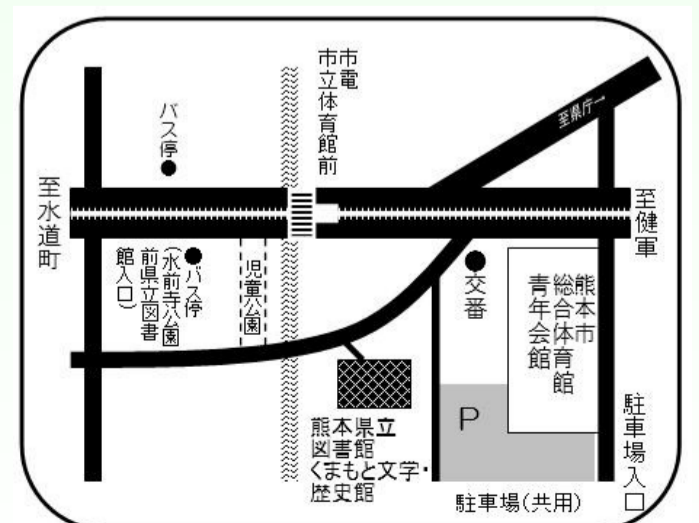 市電
市立体育館前
バス停
至県庁→
至水道町
至健軍
バス停
(水前寺公園
前県立図書
館入口)
児童公園
交番
熊本市
総合体育館
青年会館
P
熊本県立
図書館
くまもと文学・
歴史館
駐車場(共用)
駐車場入口